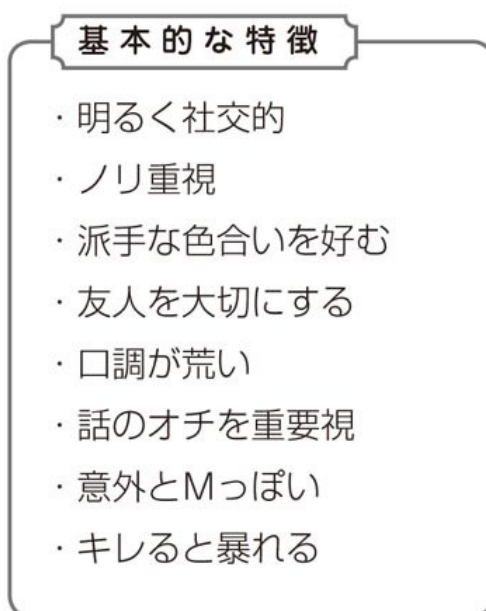 基本的な特徴
・明るく社交的
・ノリ重視
・派手な色合いを好む
・友人を大切にする
・口調が荒い
・話のオチを重要視
・意外とMっぽい
・キレると暴れる